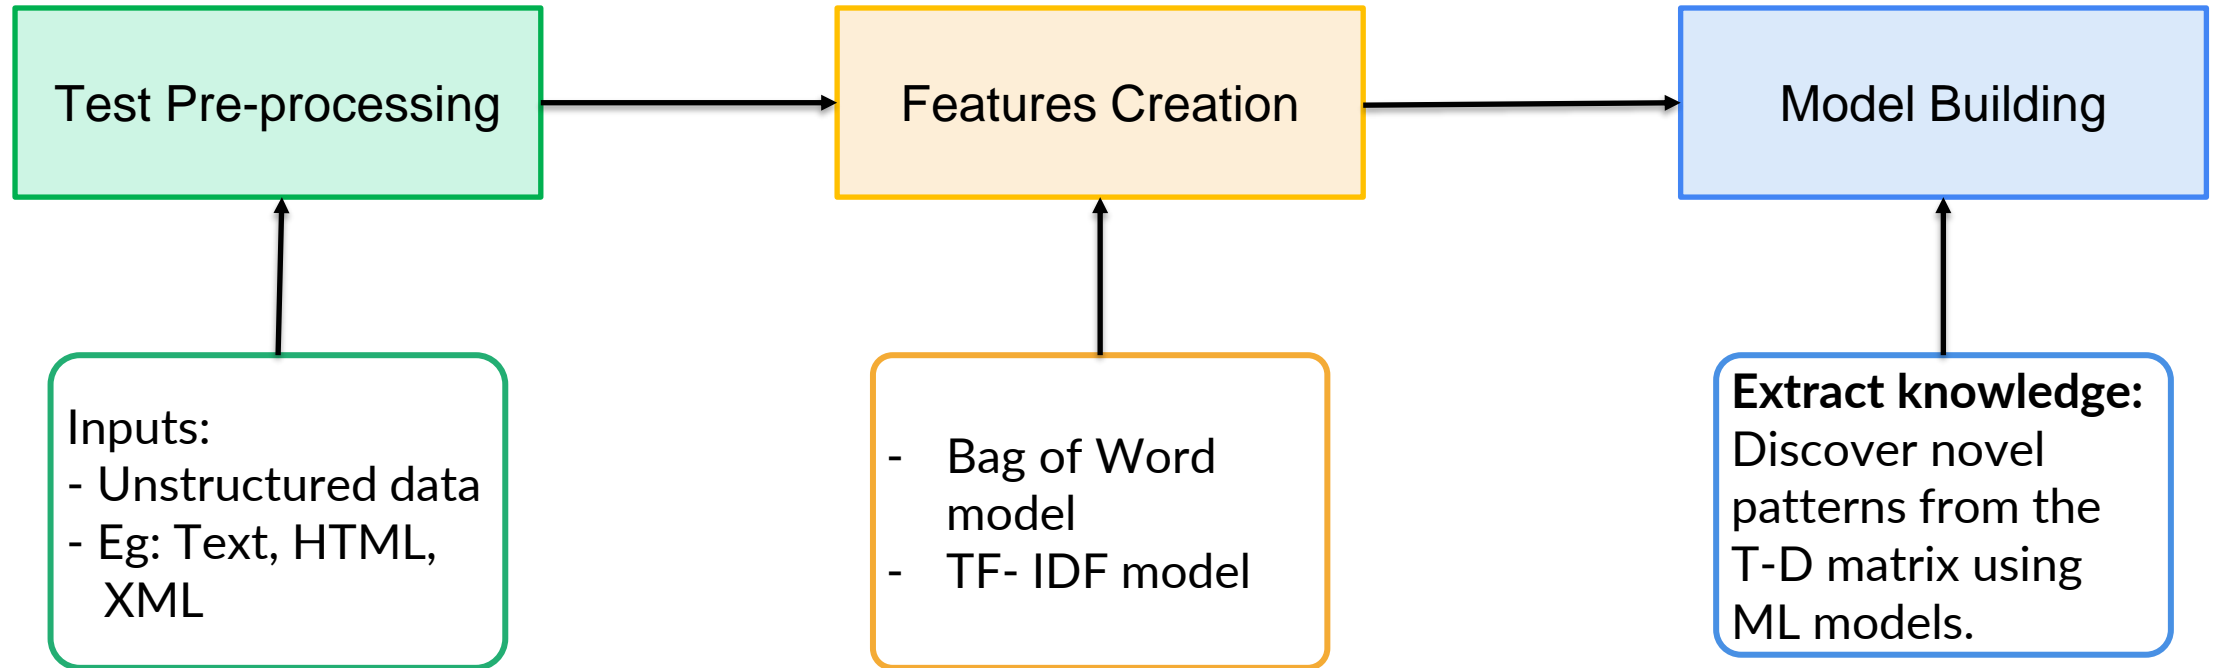 Test Pre-processing
Features Creation
Model Building
Inputs:
- Unstructured data
- Eg: Text, HTML,
XML
- Bag of Word
model
- TF- IDF model
Extract knowledge:
Discover novel
patterns from the
T-D matrix using
ML models.